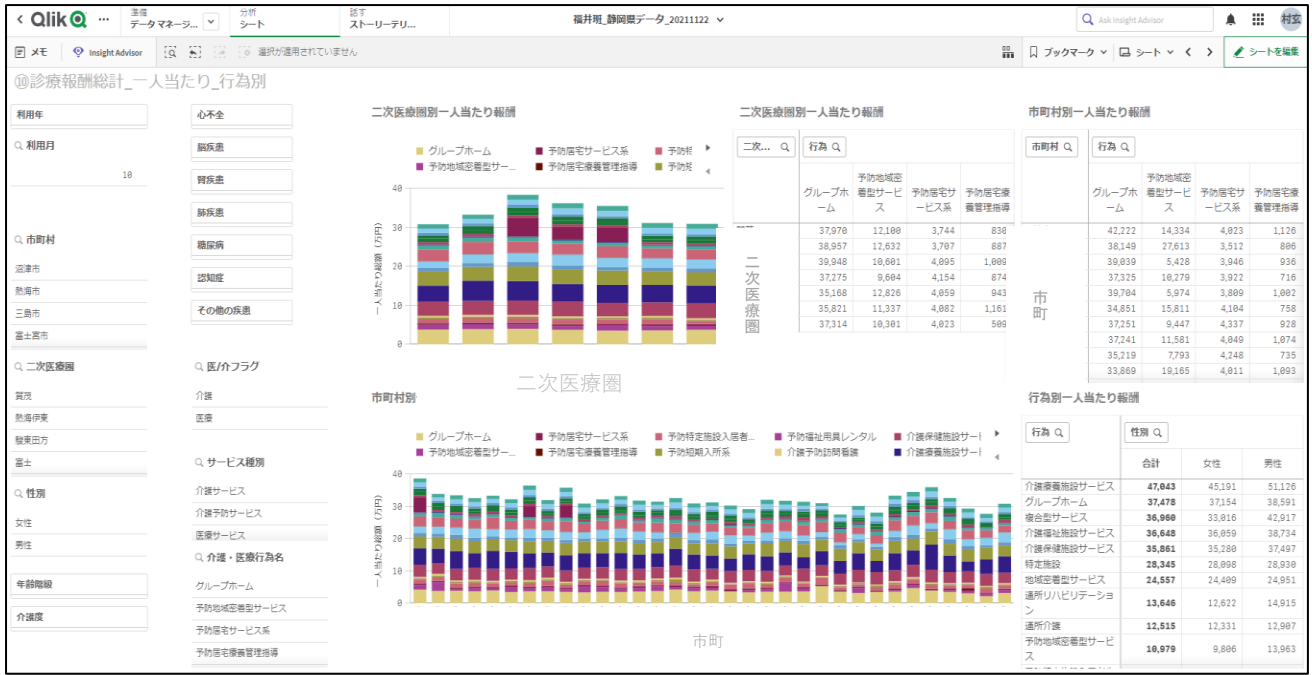 Qlik
準備
データ マネージ...
分析
シート
話す
ストーリーテリ...
福井班_静岡県データ_20211122
Ask Insight Advisor
村玄
メモ
Insight Advisor
選択が適用されていません
ブックマーク
シート
シートを編集
⑩診療報酬総計_一人当たり_行為別
利用年
利用月
10
市町村
沼津市
熱海市
三島市
富士宮市
二次医療圏
賀茂
熱海伊東
駿東田方
富士
性別
女性
男性
年齢階級
介護度
心不全
脳疾患
腎疾患
肺疾患
糖尿病
認知症
その他の疾患
医/介フラグ
介護
医療
サービス種別
介護サービス
介護予防サービス
医療サービス
介護・医療行為名
グループホーム
予防地域密着型サービス
予防居宅サービス系
予防居宅療養管理指導
二次医療圏別一人当たり報酬
グループホーム
予防居宅サービス系
予防特
予防地域密着型サー...
予防居宅療養管理指導
予防短
一人当たり総額 (万円)
40
30
20
10
0
二次医療圏
二次医療圏別一人当たり報酬
二次...
行為
グループホーム
予防地域密着型サービス
予防居宅サービス系
予防居宅療養管理指導
37,970 12,100 3,744 830
38,957 12,632 3,707 887
39,948 10,601 4,095 1,009
37,275 9,604 4,154 874
35,168 12,826 4,059 943
35,821 11,337 4,082 1,161
37,314 10,301 4,023 509
二次医療圏
市町村別一人当たり報酬
市町村
行為
グループホーム
予防地域密着型サービス
予防居宅サービス系
予防居宅療養管理指導
42,222 14,334 4,023 1,126
38,149 27,613 3,512 806
39,039 5,428 3,946 936
37,325 10,279 3,922 716
39,704 5,974 3,809 1,002
34,851 15,811 4,104 758
37,251 9,447 4,337 928
37,241 11,581 4,049 1,074
35,219 7,793 4,248 735
33,869 19,165 4,011 1,093
市町
市町村別
グループホーム
予防居宅サービス系
予防特定施設入居者...
予防福祉用具レンタル
介護保健施設サー
予防地域密着型サー...
予防居宅療養管理指導
予防短期入所系
介護予防訪問看護
介護療養施設サー
一人当たり総額 (万円)
40
30
20
10
0
市町
行為別一人当たり報酬
行為
性別
合計 女性 男性
介護療養施設サービス 47,043 45,191 51,126
グループホーム 37,478 37,154 38,591
複合型サービス 36,960 33,016 42,917
介護福祉施設サービス 36,648 36,059 38,734
介護保健施設サービス 35,861 35,280 37,497
特定施設 28,345 28,098 28,930
地域密着型サービス 24,557 24,409 24,951
通所リハビリテーション 13,646 12,622 14,915
通所介護 12,515 12,331 12,907
予防地域密着型サービス 10,979 9,806 13,963